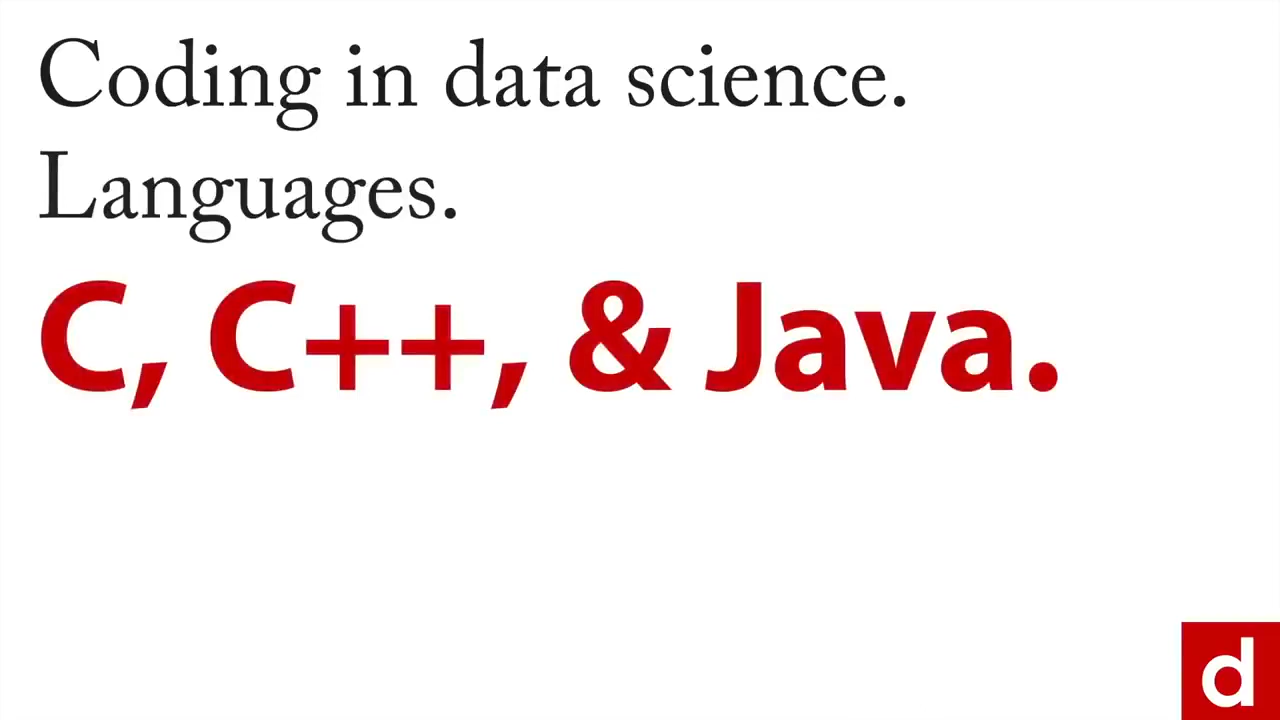 Coding in data science.
Languages.
C, C++, & Java.
d